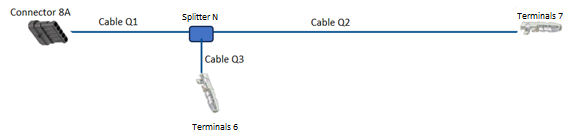 Connector 8A
Cable Q1
Splitter N
Cable Q2
Terminals 7
Cable Q3
Terminals 6